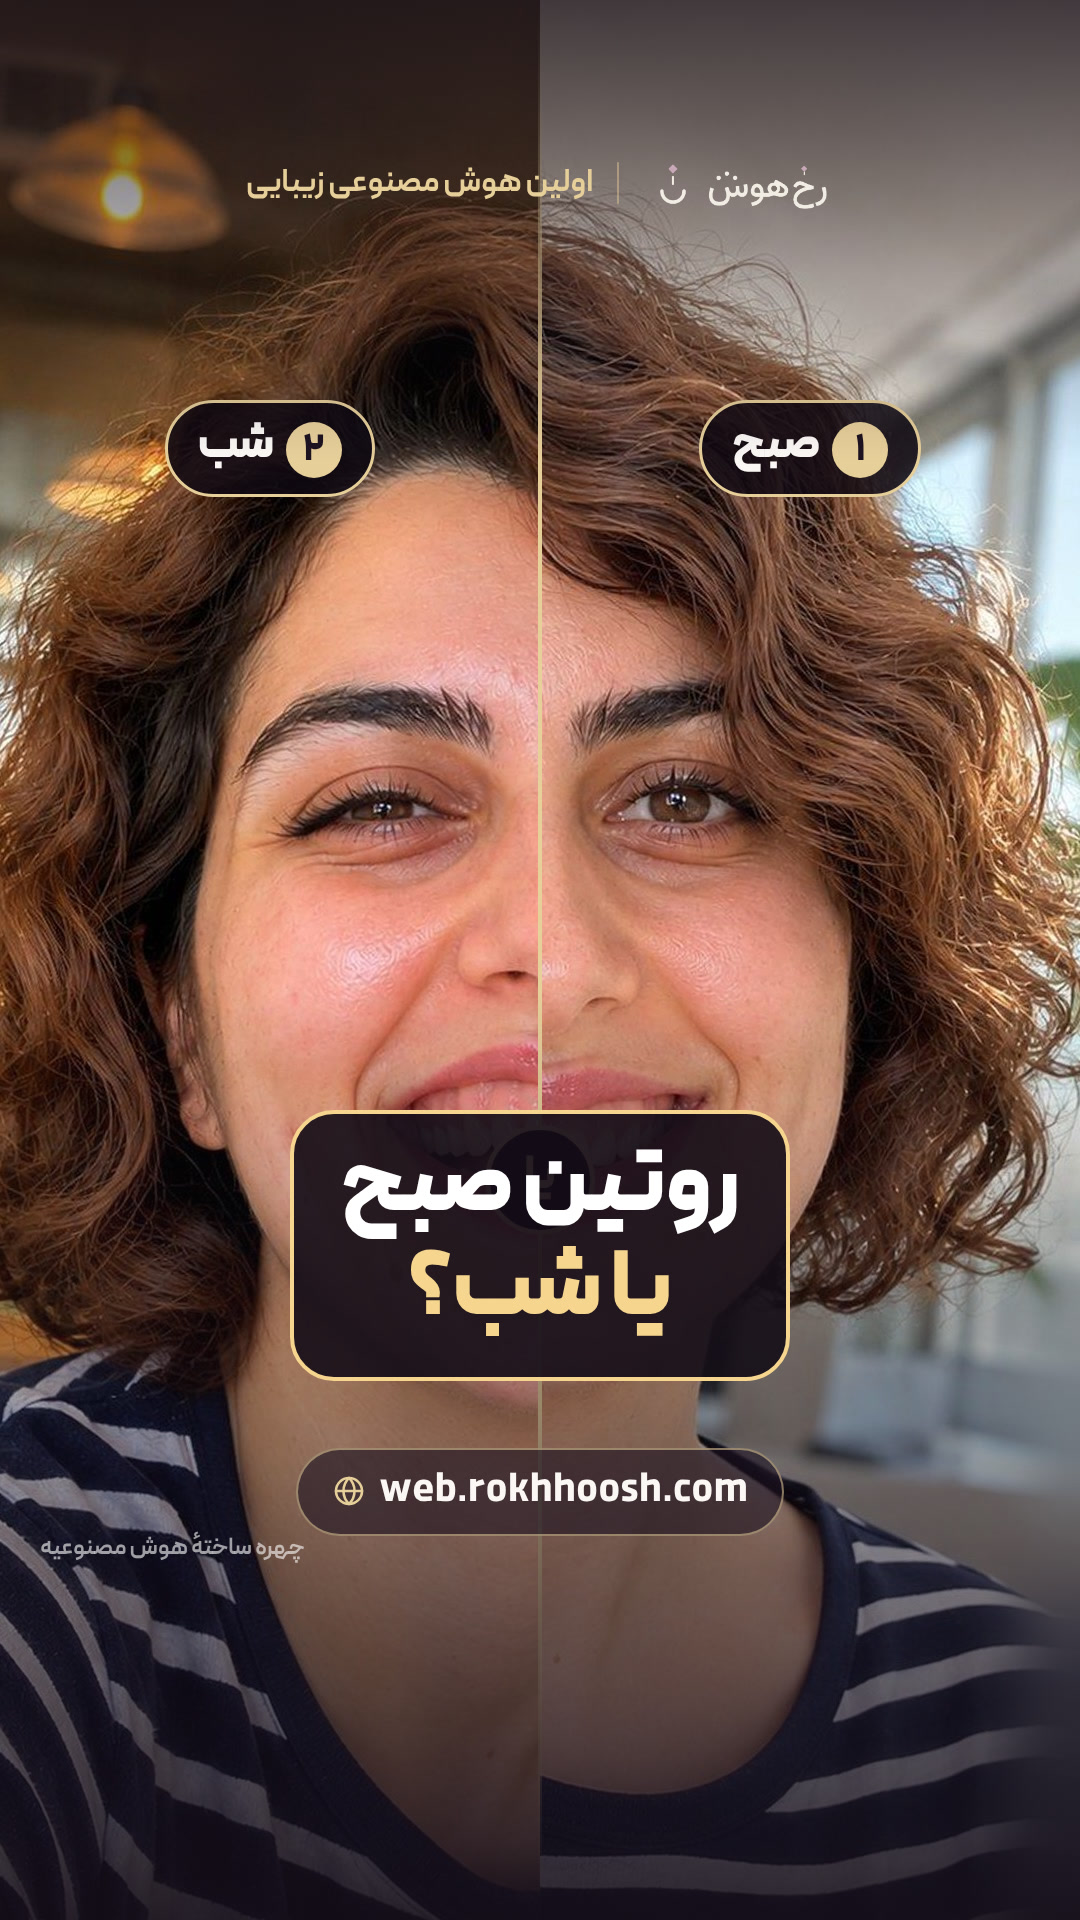 رخ هوش | اولین هوش مصنوعی زیبایی
۱ صبح
۲ شب
روتین صبح
یا شب؟
web.rokhhoosh.com
چهره ساختهٔ هوش مصنوعیه